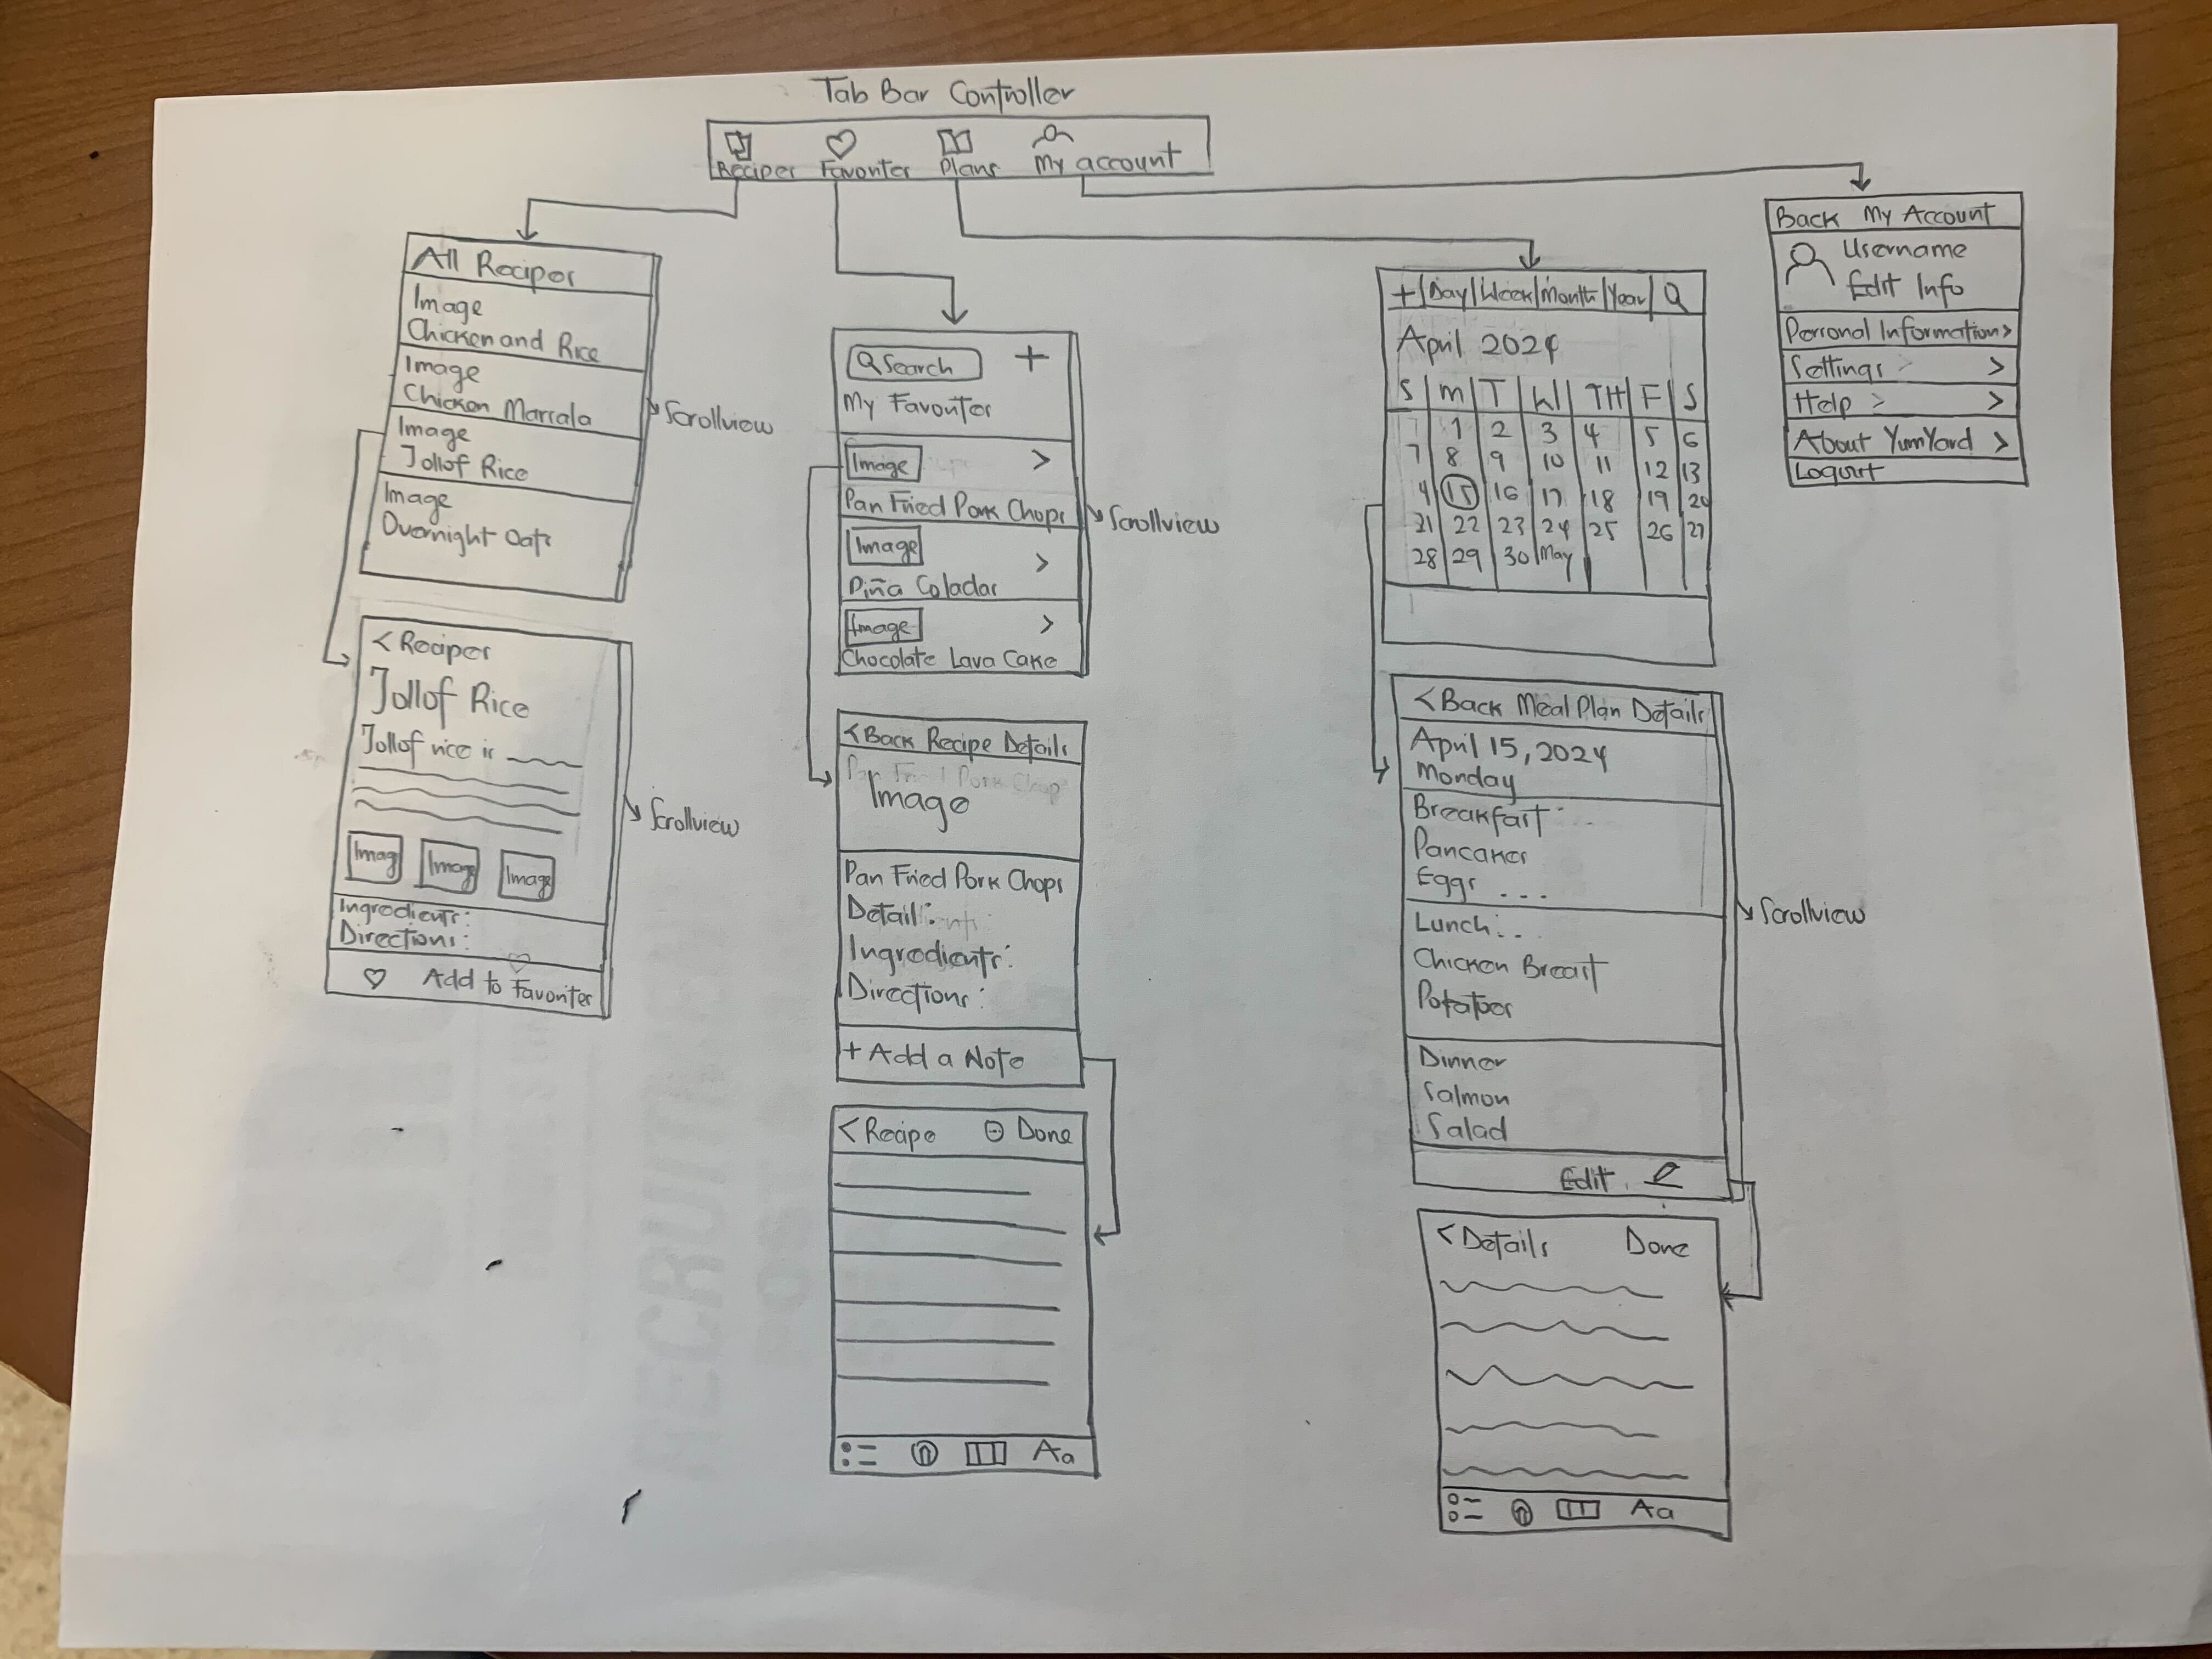 Tab Bar Controller
Recipes Favorites Plans My account
All Recipes
Image
Chicken and Rice
Image
Chicken Marsala
Image
Jollof Rice
Image
Overnight Oats
Scrollview
< Recipes
Jollof Rice
Jollof rice is
Image Image Image
Ingredients:
Directions:
Add to Favorites
Scrollview
Search +
My Favorites
Image >
Pan Fried Pork Chops
Image >
Piña Coladas
Image >
Chocolate Lava Cake
Scrollview
< Back Recipe Details
Pan Fried Pork Chop
Image
Pan Fried Pork Chops
Detail:
Ingredients:
Directions:
+ Add a Note
< Recipe Done
Aa
+ | Day | Week | Month | Year |
April 2024
S M T W TH F S
1 2 3 4 5 6
7 8 9 10 11 12 13
4 15 16 17 18 19 20
21 22 23 24 25 26 27
28 29 30 May
< Back Meal Plan Details
April 15, 2024
Monday
Breakfast:
Pancakes
Eggs ...
Lunch:..
Chicken Breast
Potatoes
Dinner
Salmon
Salad
Edit
Scrollview
< Details Done
Aa
Back My Account
Username
Edit Info
Personal Information >
Settings >
Help > >
About YumYard >
Logout